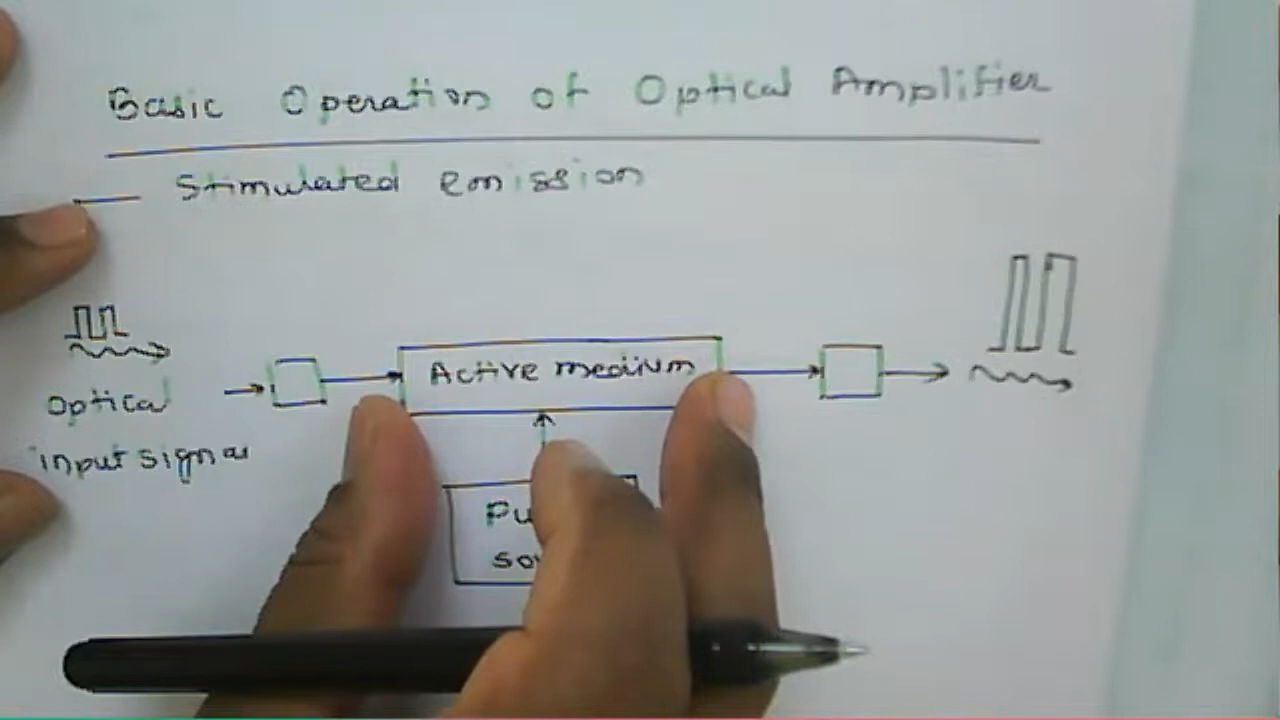 Basic Operation of Optical Amplifier
Stimulated emission
Active medium
Optical
input signal